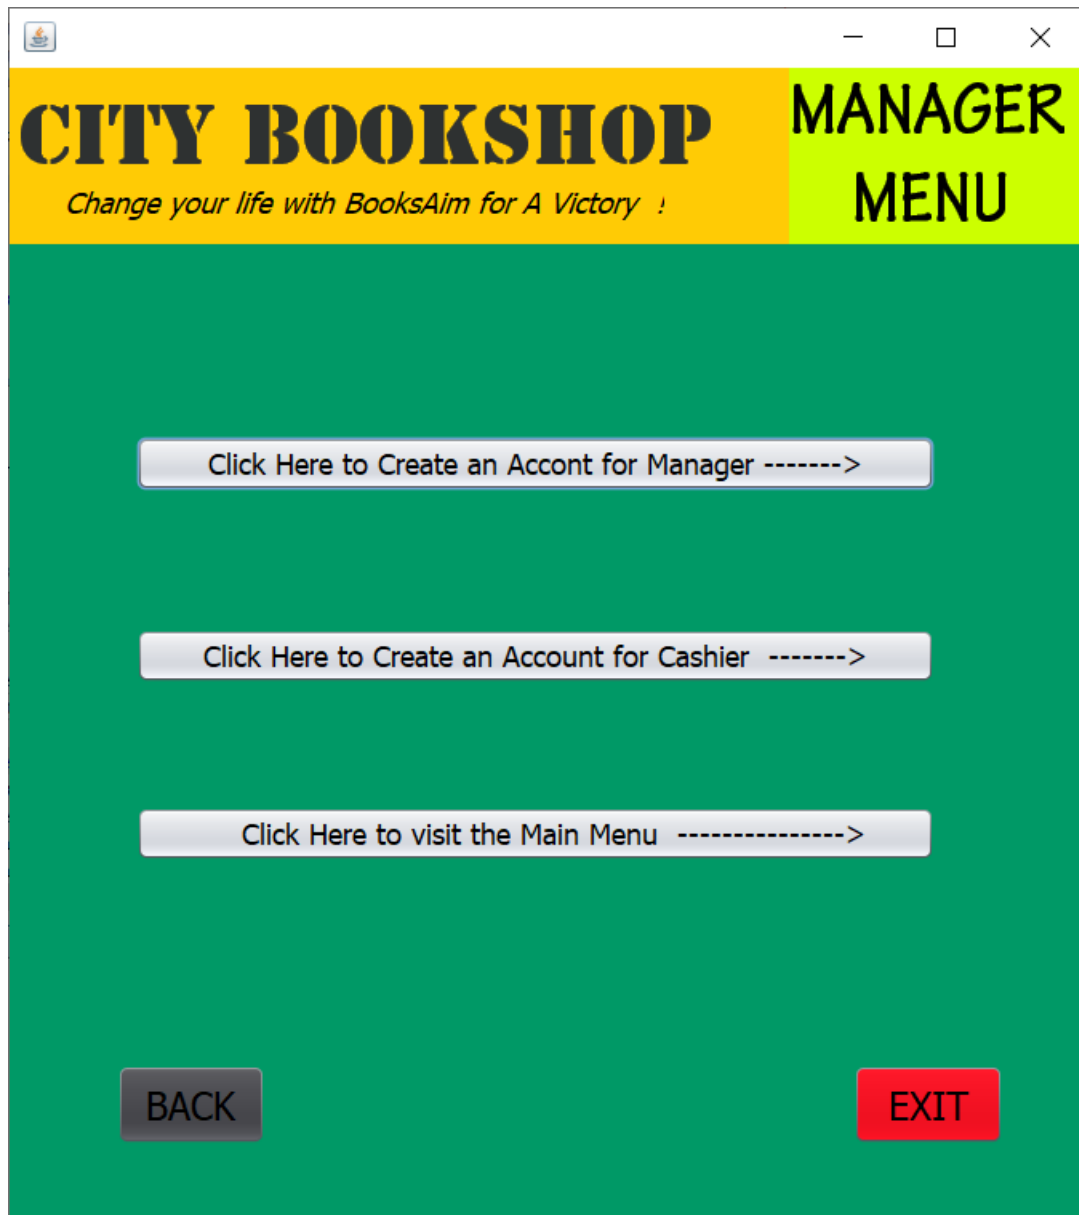 CITY BOOKSHOP
Change your life with BooksAim for A Victory  !
MANAGER
MENU
Click Here to Create an Accont for Manager ------->
Click Here to Create an Account for Cashier  ------->
Click Here to visit the Main Menu  --------------->
BACK
EXIT